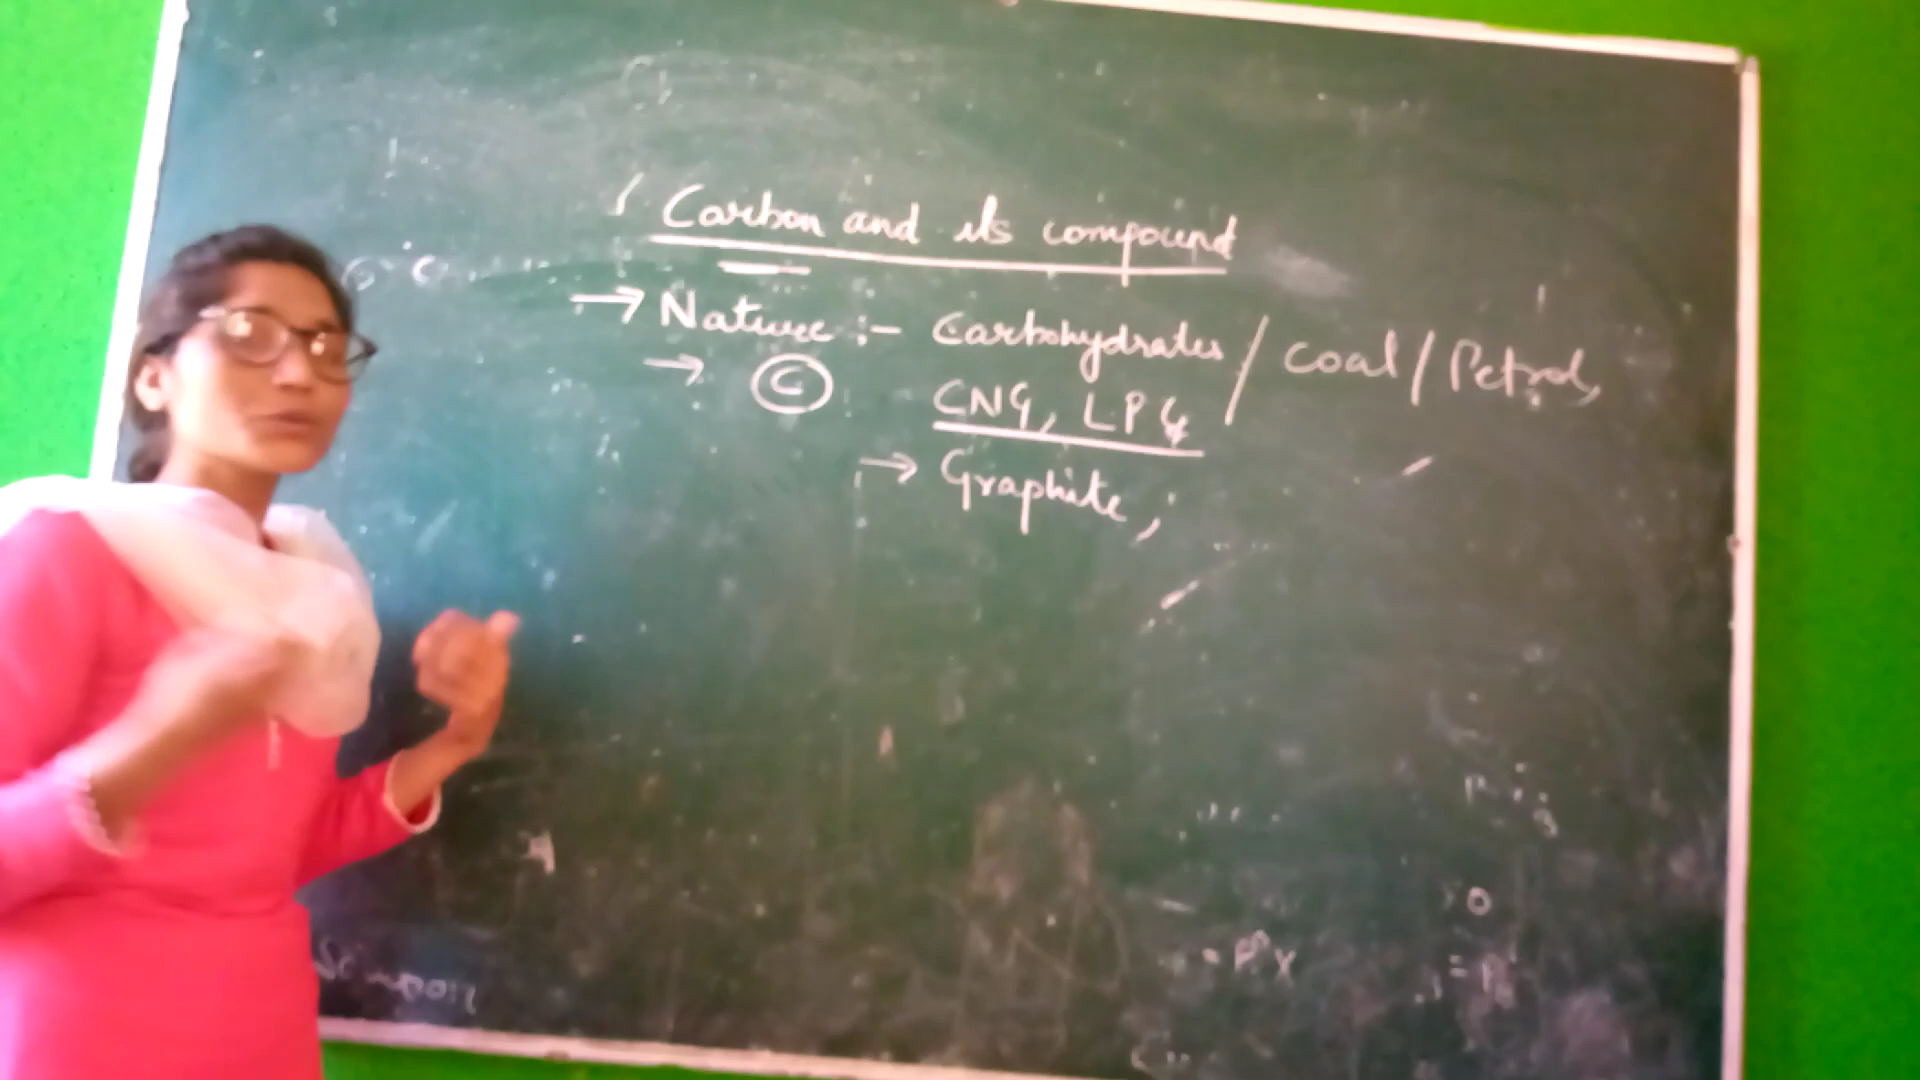 Carbon and its compound
→ Nature :- Carbohydrates / Coal / Petrol,
→ C CNG, LPG
→ Graphite,